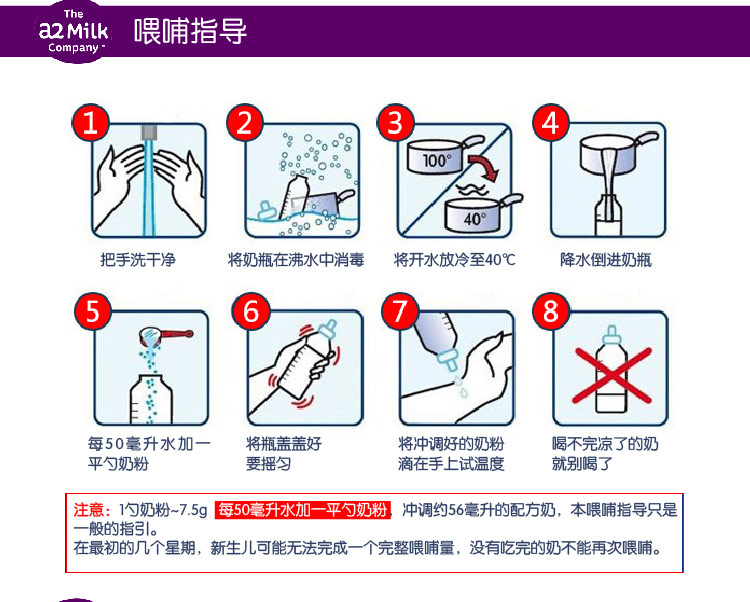 The
a2 Milk
Company
喂哺指导
1
2
3
4
100°
40°
把手洗干净
将奶瓶在沸水中消毒
将开水放冷至40℃
降水倒进奶瓶
5
6
7
8
每50毫升水加一
平勺奶粉
将瓶盖盖好
要摇匀
将冲调好的奶粉
滴在手上试温度
喝不完凉了的奶
就别喝了
注意：1勺奶粉~7.5g 每50毫升水加一平勺奶粉，冲调约56毫升的配方奶，本喂哺指导只是
一般的指引。
在最初的几个星期，新生儿可能无法完成一个完整喂哺量，没有吃完的奶不能再次喂哺。